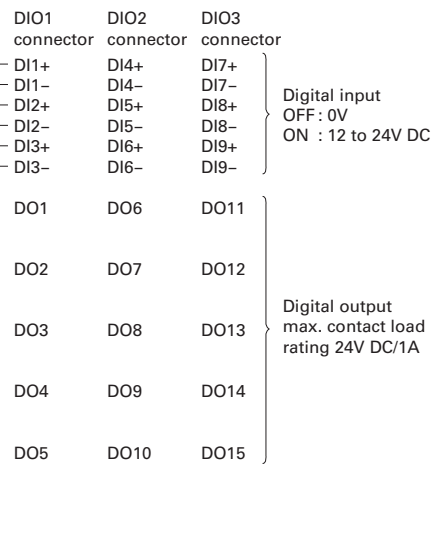 DIO1 DIO2 DIO3
connector connector connector
DI1+ DI4+ DI7+
DI1– DI4– DI7–
DI2+ DI5+ DI8+
DI2– DI5– DI8–
DI3+ DI6+ DI9+
DI3– DI6– DI9–
Digital input
OFF : 0V
ON : 12 to 24V DC
DO1 DO6 DO11
DO2 DO7 DO12
DO3 DO8 DO13
DO4 DO9 DO14
DO5 DO10 DO15
Digital output
max. contact load
rating 24V DC/1A